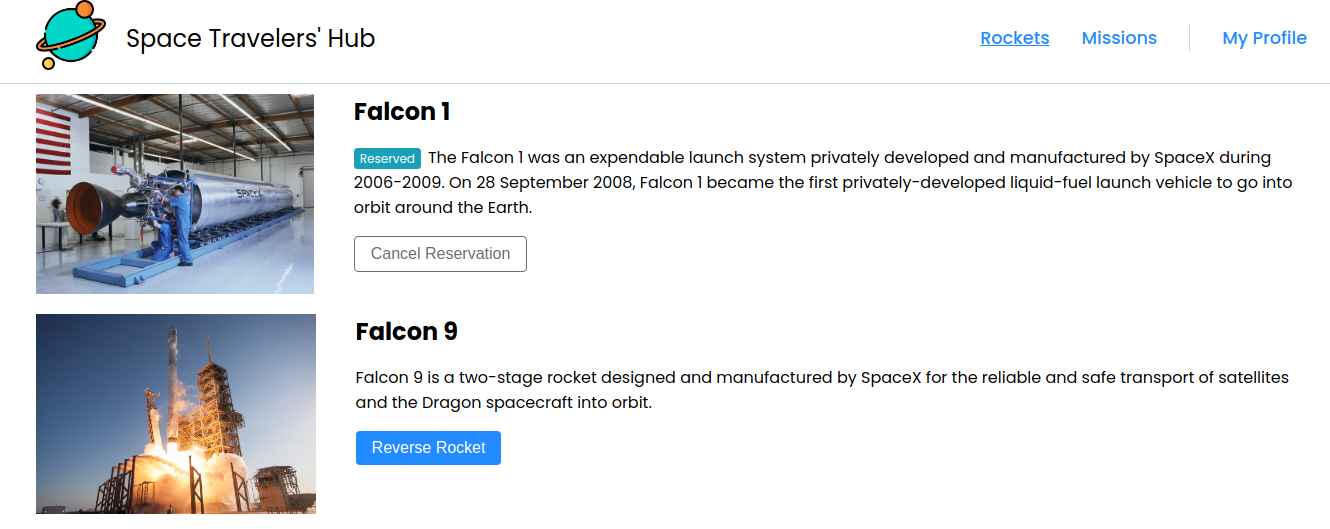 Space Travelers' Hub
Rockets Missions My Profile
Falcon 1
Reserved The Falcon 1 was an expendable launch system privately developed and manufactured by SpaceX during
2006-2009. On 28 September 2008, Falcon 1 became the first privately-developed liquid-fuel launch vehicle to go into
orbit around the Earth.
SPACEX
Cancel Reservation
Falcon 9
Falcon 9 is a two-stage rocket designed and manufactured by SpaceX for the reliable and safe transport of satellites
and the Dragon spacecraft into orbit.
Reverse Rocket